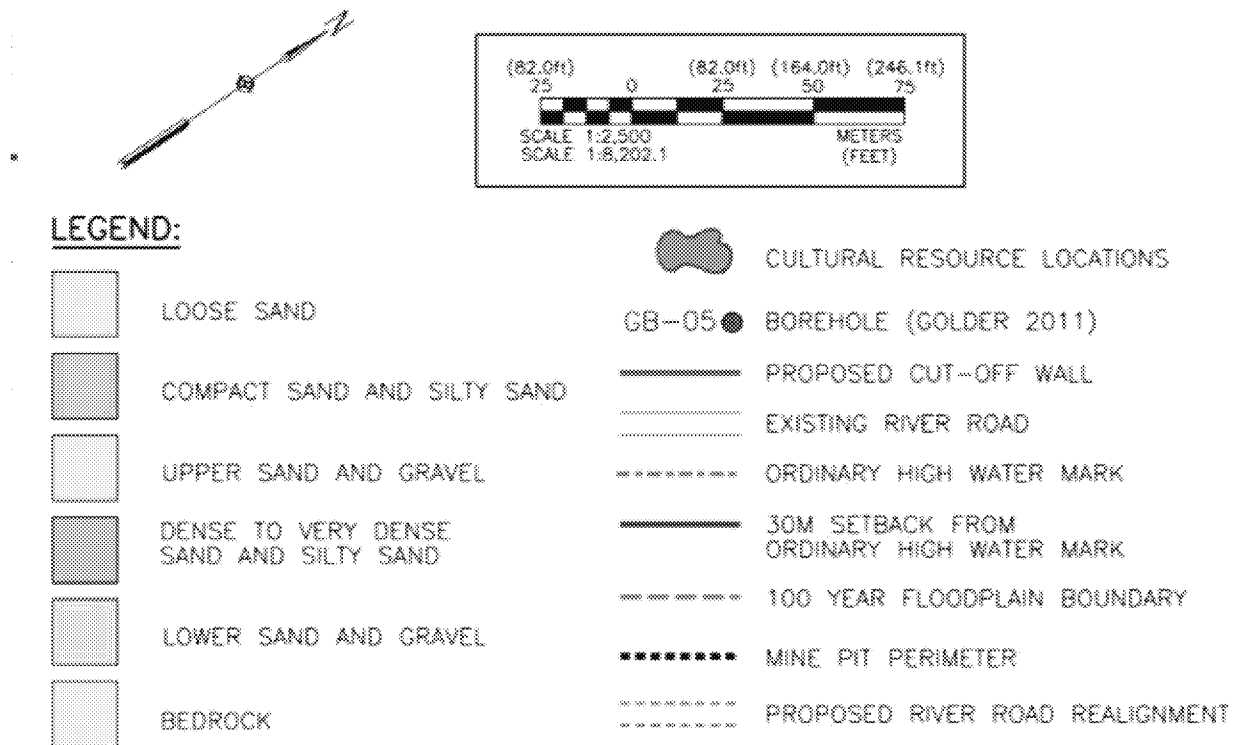 N
(82.0ft) (82.0ft) (164.0ft) (246.1ft)
25 0 25 50 75
SCALE 1:2,500 METERS
SCALE 1:8,202.1 (FEET)
LEGEND:
LOOSE SAND
COMPACT SAND AND SILTY SAND
UPPER SAND AND GRAVEL
DENSE TO VERY DENSE
SAND AND SILTY SAND
LOWER SAND AND GRAVEL
BEDROCK
CULTURAL RESOURCE LOCATIONS
GB-05 BOREHOLE (GOLDER 2011)
PROPOSED CUT-OFF WALL
EXISTING RIVER ROAD
ORDINARY HIGH WATER MARK
30M SETBACK FROM
ORDINARY HIGH WATER MARK
100 YEAR FLOODPLAIN BOUNDARY
MINE PIT PERIMETER
PROPOSED RIVER ROAD REALIGNMENT